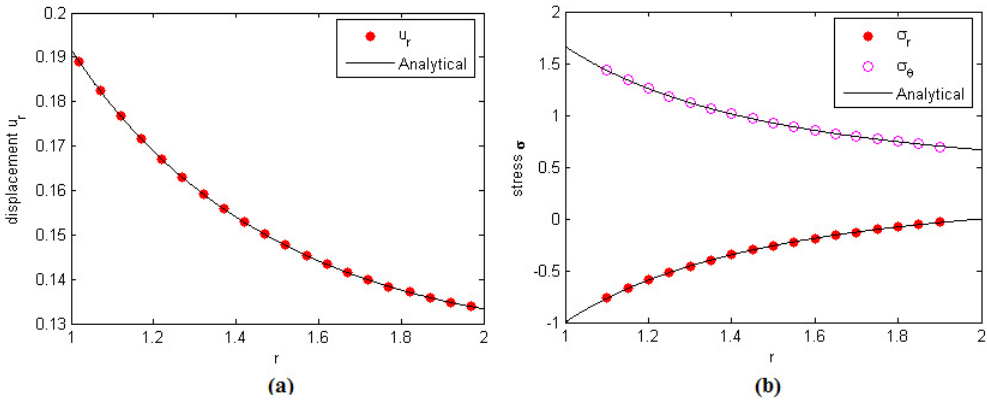 0.2
0.19
0.18
0.17
0.16
0.15
0.14
0.13
displacement u_r
u_r
Analytical
1
1.2
1.4
1.6
1.8
2
r
(a)
2
1.5
1
0.5
0
-0.5
-1
stress σ
σ_r
σ_θ
Analytical
1
1.2
1.4
1.6
1.8
2
r
(b)